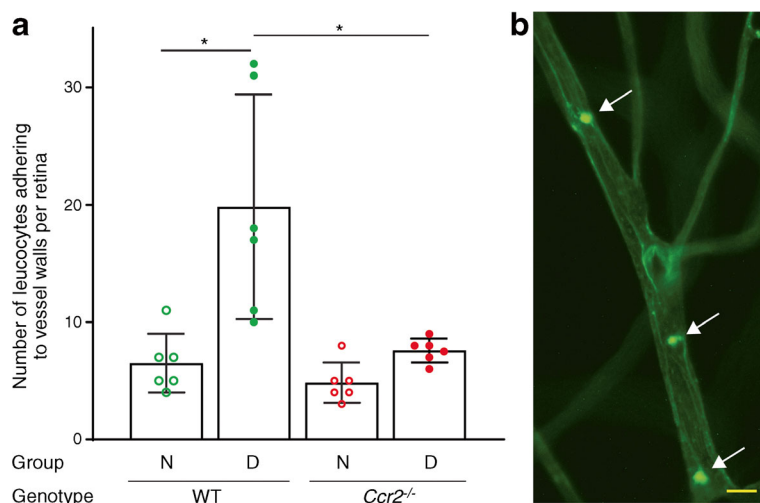 a
b
Number of leucocytes adhering
to vessel walls per retina
*
*
30
20
10
0
Group N D N D
Genotype WT Ccr2-/-